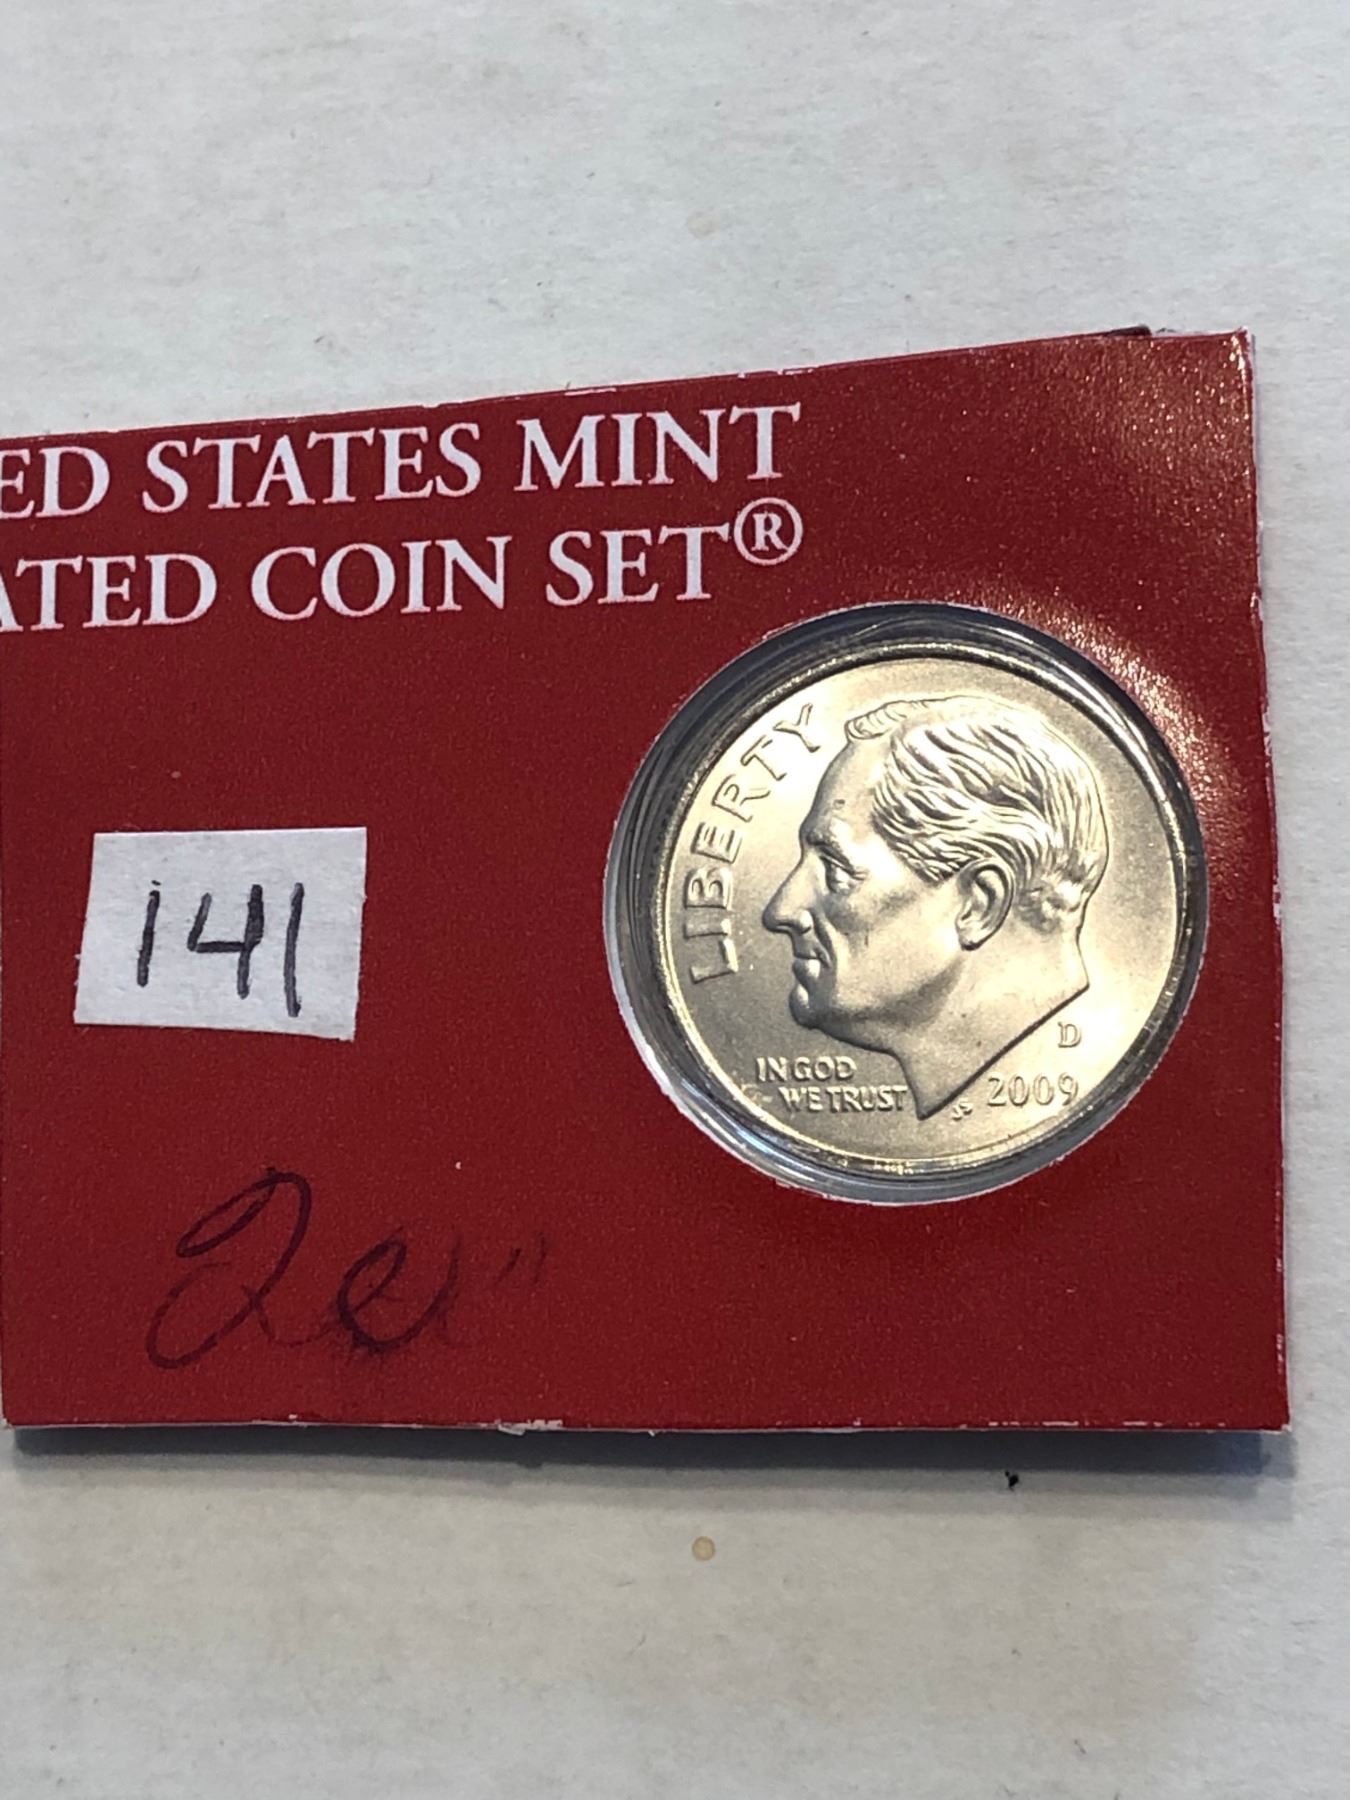 ED STATES MINT
ATED COIN SET®
LIBERTY
141
D
IN GOD
WE TRUST
JS 2009